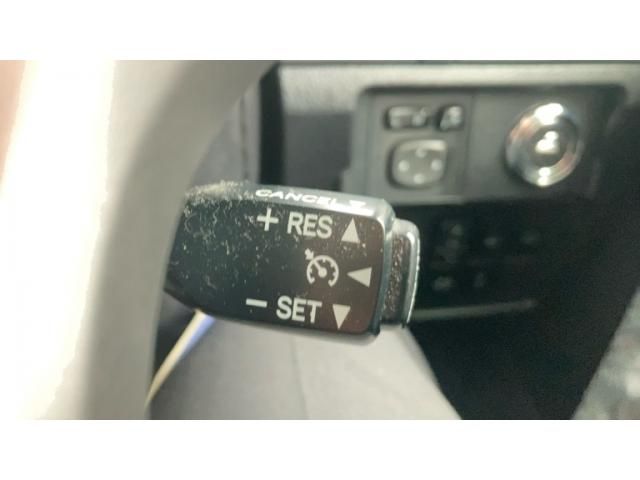 CANCEL
+ RES ▲
◀
− SET ▼